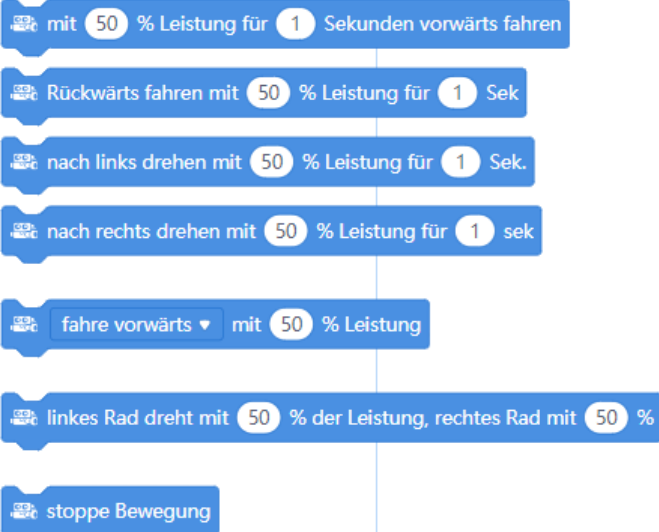 mit 50 % Leistung für 1 Sekunden vorwärts fahren
Rückwärts fahren mit 50 % Leistung für 1 Sek
nach links drehen mit 50 % Leistung für 1 Sek.
nach rechts drehen mit 50 % Leistung für 1 sek
fahre vorwärts mit 50 % Leistung
linkes Rad dreht mit 50 % der Leistung, rechtes Rad mit 50 %
stoppe Bewegung